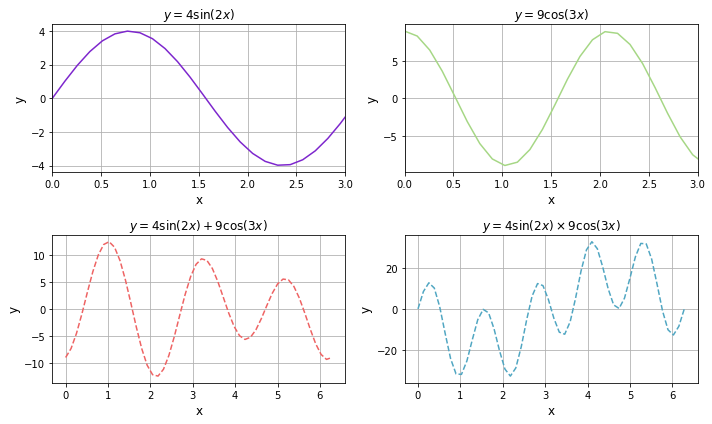 y = 4sin(2x)
y
4
2
0
−2
−4
0.0 0.5 1.0 1.5 2.0 2.5 3.0
x
y = 9cos(3x)
y
5
0
−5
0.0 0.5 1.0 1.5 2.0 2.5 3.0
x
y = 4sin(2x) + 9cos(3x)
y
10
5
0
−5
−10
0 1 2 3 4 5 6
x
y = 4sin(2x) × 9cos(3x)
y
20
0
−20
0 1 2 3 4 5 6
x